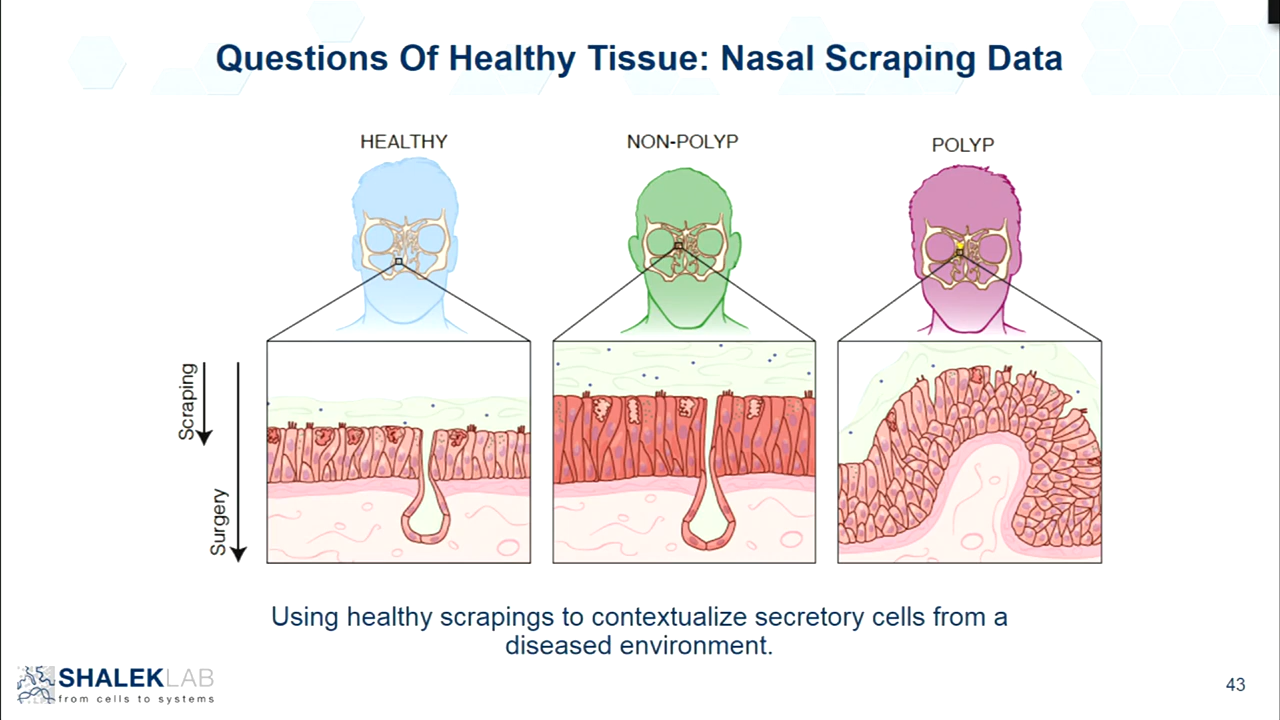 Questions Of Healthy Tissue: Nasal Scraping Data
HEALTHY
NON-POLYP
POLYP
Scraping
Surgery
Using healthy scrapings to contextualize secretory cells from a
diseased environment.
SHALEKLAB
from cells to systems
43